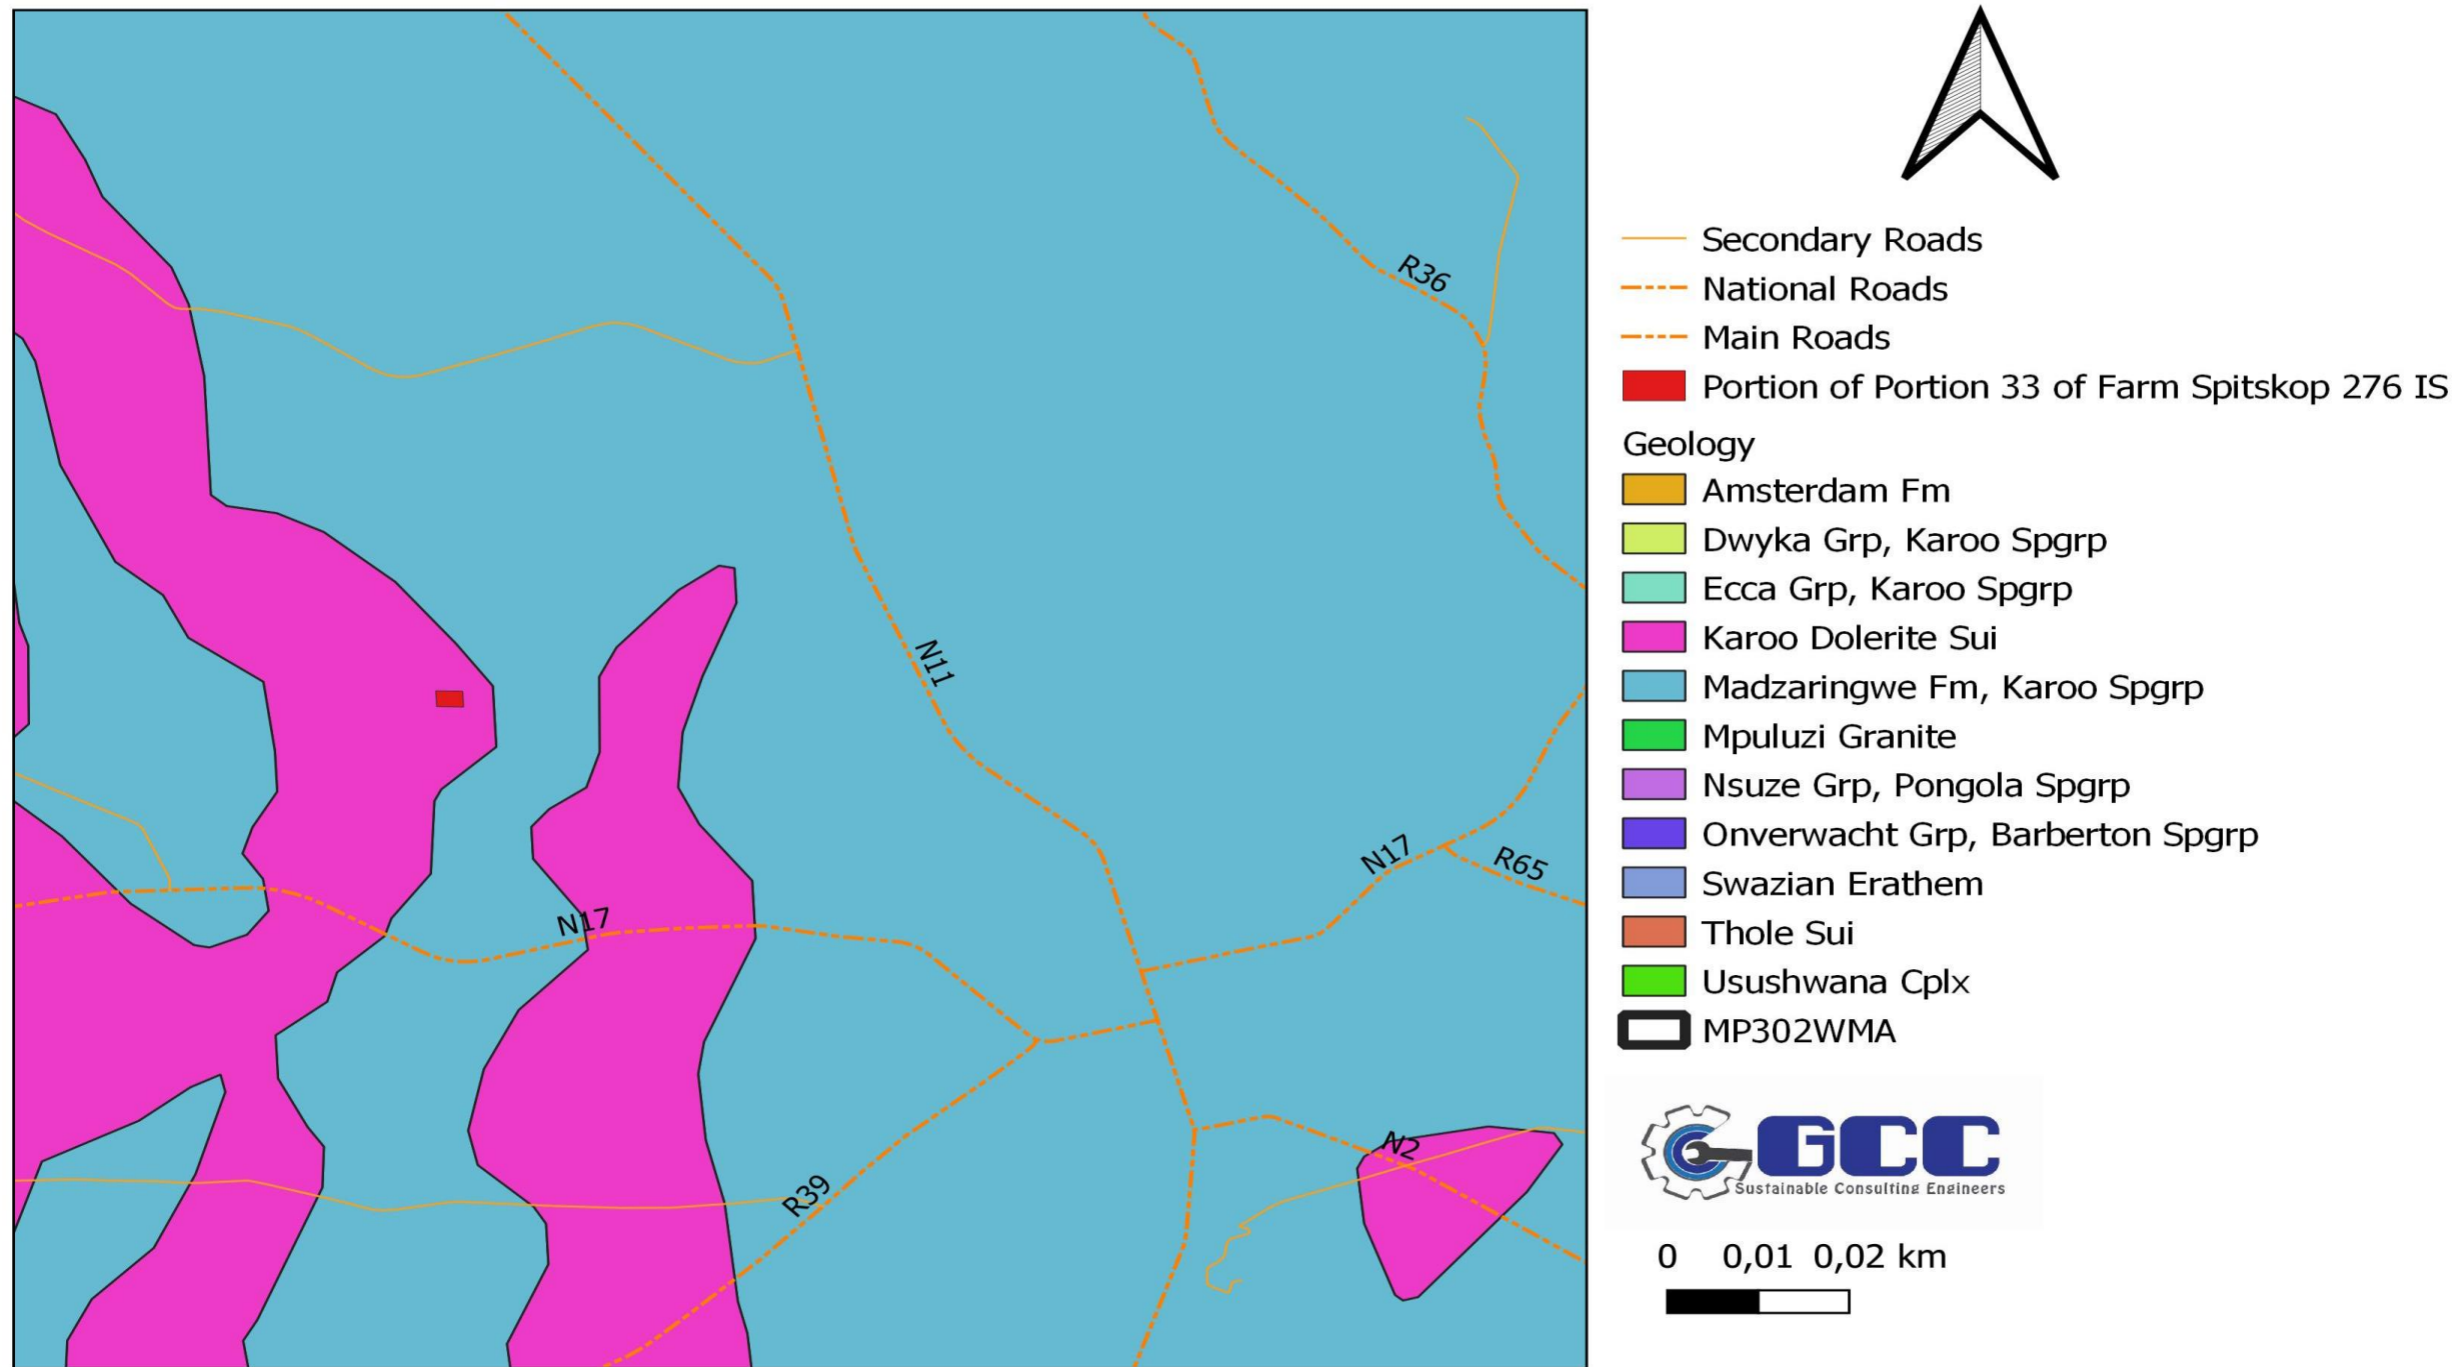 R36
N11
N17
R65
N17
N2
R39
Secondary Roads
National Roads
Main Roads
Portion of Portion 33 of Farm Spitskop 276 IS
Geology
Amsterdam Fm
Dwyka Grp, Karoo Spgrp
Ecca Grp, Karoo Spgrp
Karoo Dolerite Sui
Madzaringwe Fm, Karoo Spgrp
Mpuluzi Granite
Nsuze Grp, Pongola Spgrp
Onverwacht Grp, Barberton Spgrp
Swazian Erathem
Thole Sui
Usushwana Cplx
MP302WMA
GCC
Sustainable Consulting Engineers
0 0,01 0,02 km